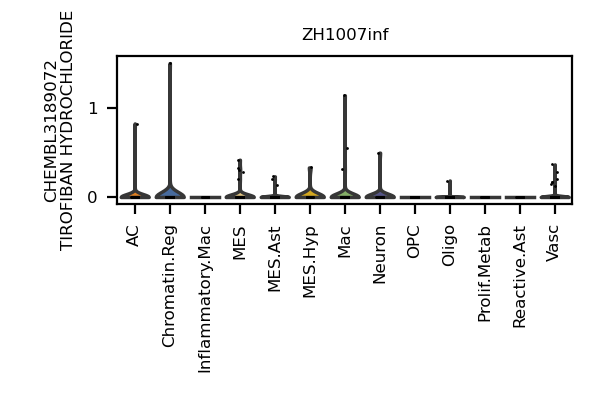 ZH1007inf
CHEMBL3189072
TIROFIBAN HYDROCHLORIDE
1
0
AC
Chromatin.Reg
Inflammatory.Mac
MES
MES.Ast
MES.Hyp
Mac
Neuron
OPC
Oligo
Prolif.Metab
Reactive.Ast
Vasc